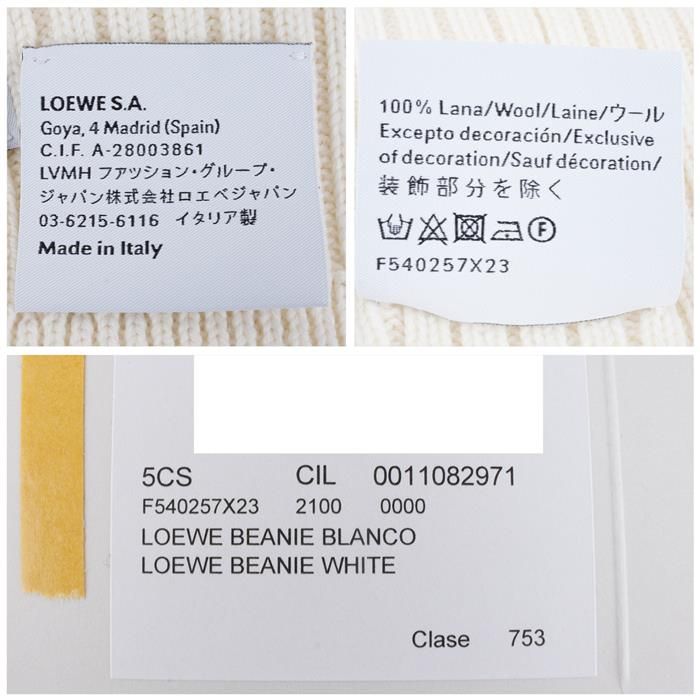 LOEWE S.A.
Goya, 4 Madrid (Spain)
C.I.F. A-28003861
LVMH ファッション・グループ・
ジャパン株式会社ロエベジャパン
03-6215-6116 イタリア製
Made in Italy
100% Lana/Wool/Laine/ウール
Excepto decoración/Exclusive
of decoration/Sauf décoration/
装飾部分を除く
F
F540257X23
5CS CIL 0011082971
F540257X23 2100 0000
LOEWE BEANIE BLANCO
LOEWE BEANIE WHITE
Clase 753